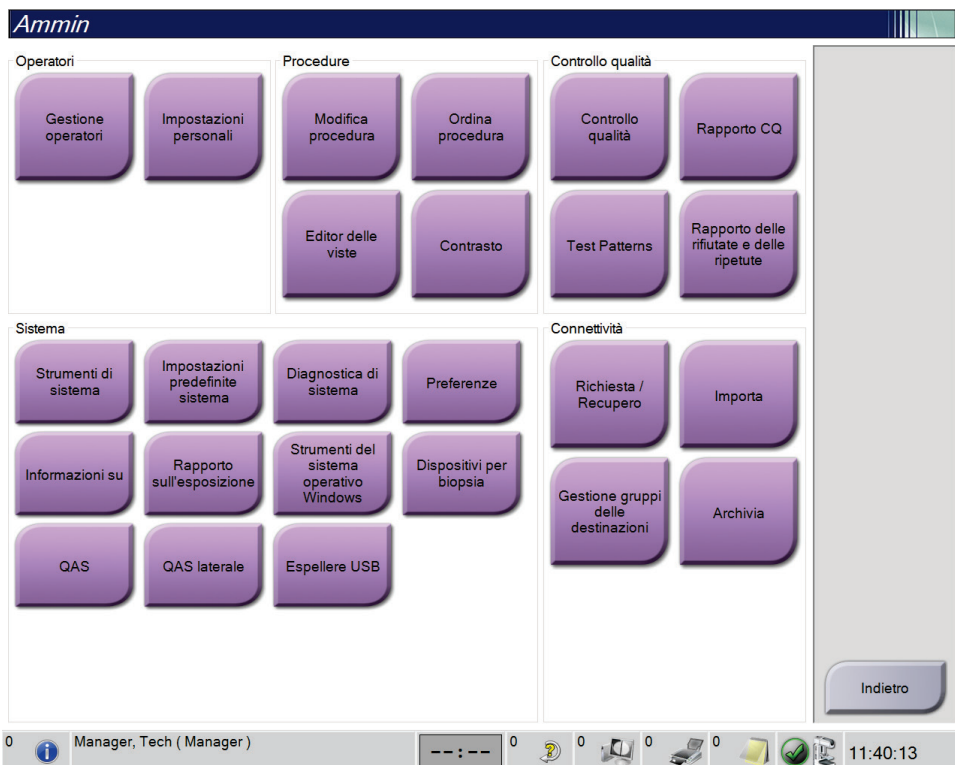 Ammin
Operatori
Gestione
operatori
Impostazioni
personali
Procedure
Modifica
procedura
Ordina
procedura
Editor delle
viste
Contrasto
Controllo qualità
Controllo
qualità
Rapporto CQ
Test Patterns
Rapporto delle
rifiutate e delle
ripetute
Sistema
Strumenti di
sistema
Impostazioni
predefinite
sistema
Diagnostica di
sistema
Preferenze
Informazioni su
Rapporto
sull'esposizione
Strumenti del
sistema
operativo
Windows
Dispositivi per
biopsia
QAS
QAS laterale
Espellere USB
Connettività
Richiesta /
Recupero
Importa
Gestione gruppi
delle
destinazioni
Archivia
Indietro
0
Manager, Tech ( Manager )
--:--
0
0
0
0
11:40:13